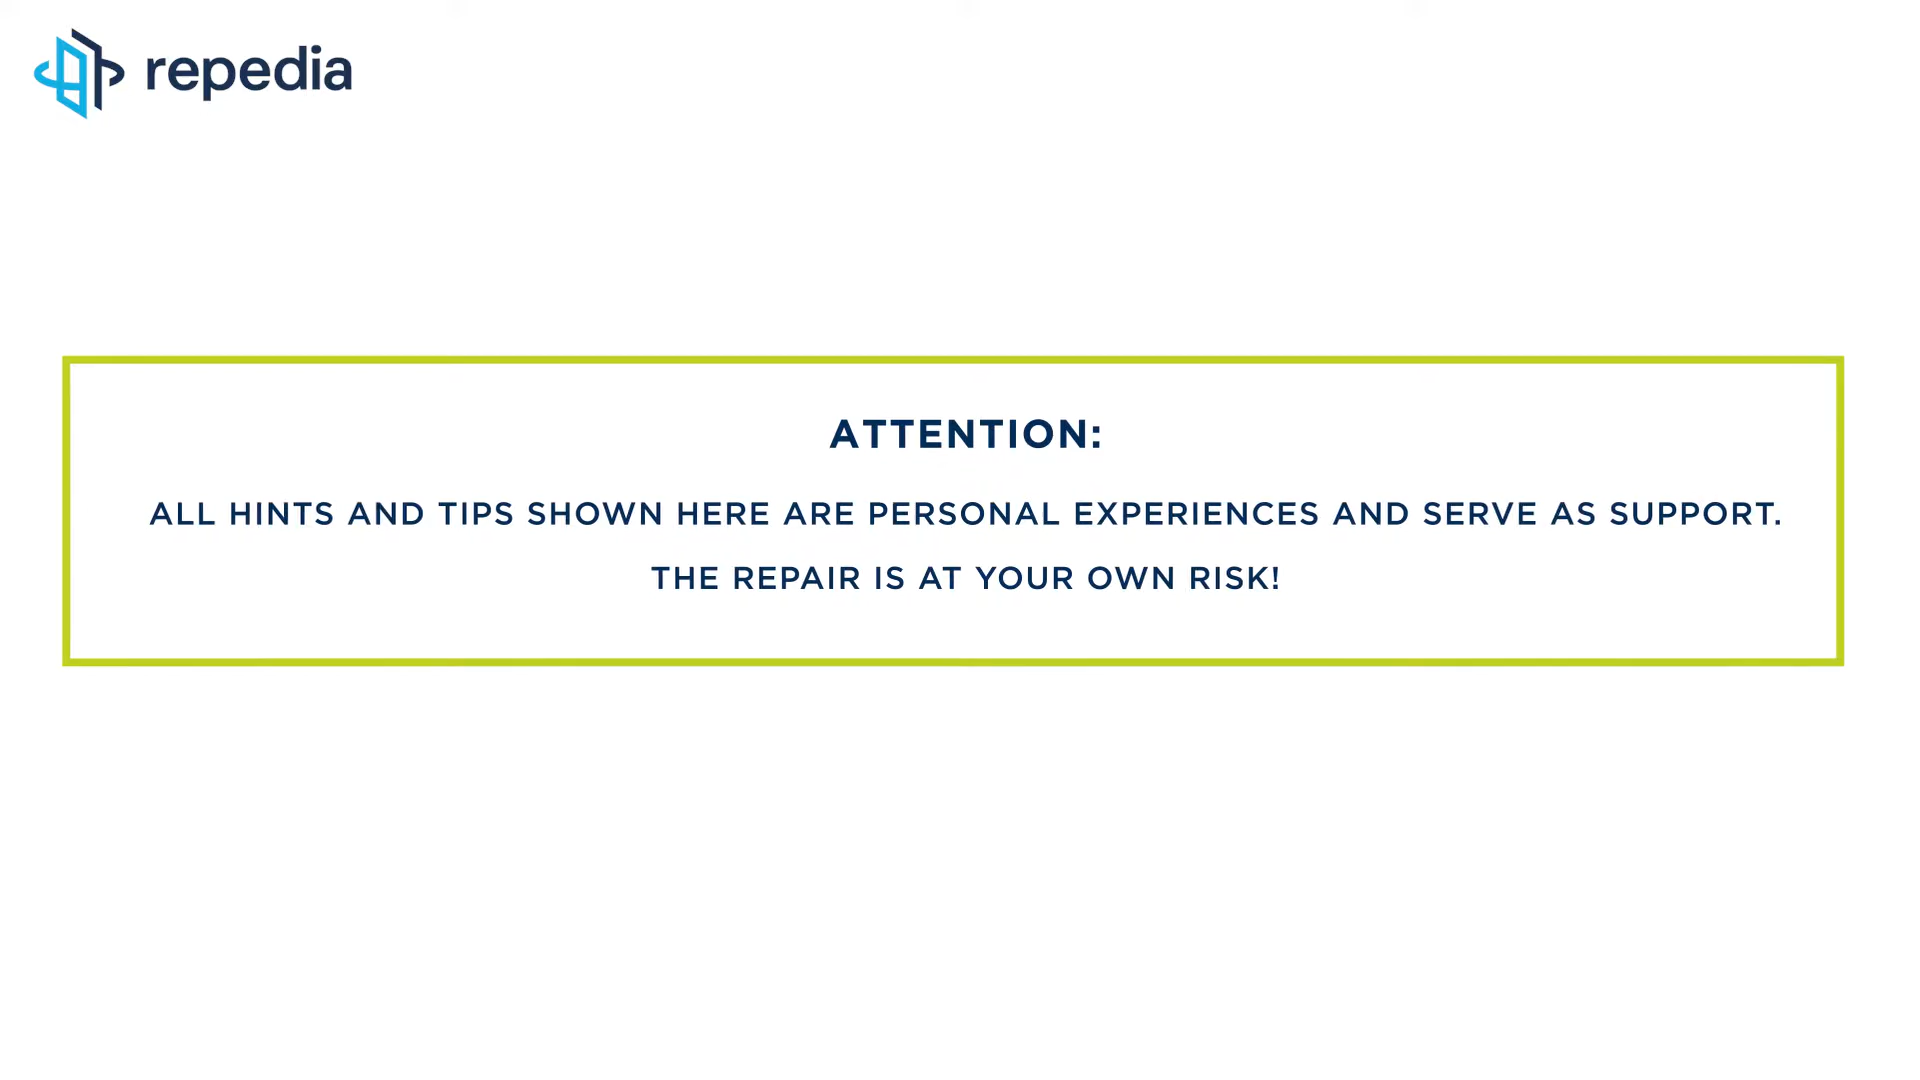 repedia
ATTENTION:
ALL HINTS AND TIPS SHOWN HERE ARE PERSONAL EXPERIENCES AND SERVE AS SUPPORT.
THE REPAIR IS AT YOUR OWN RISK!